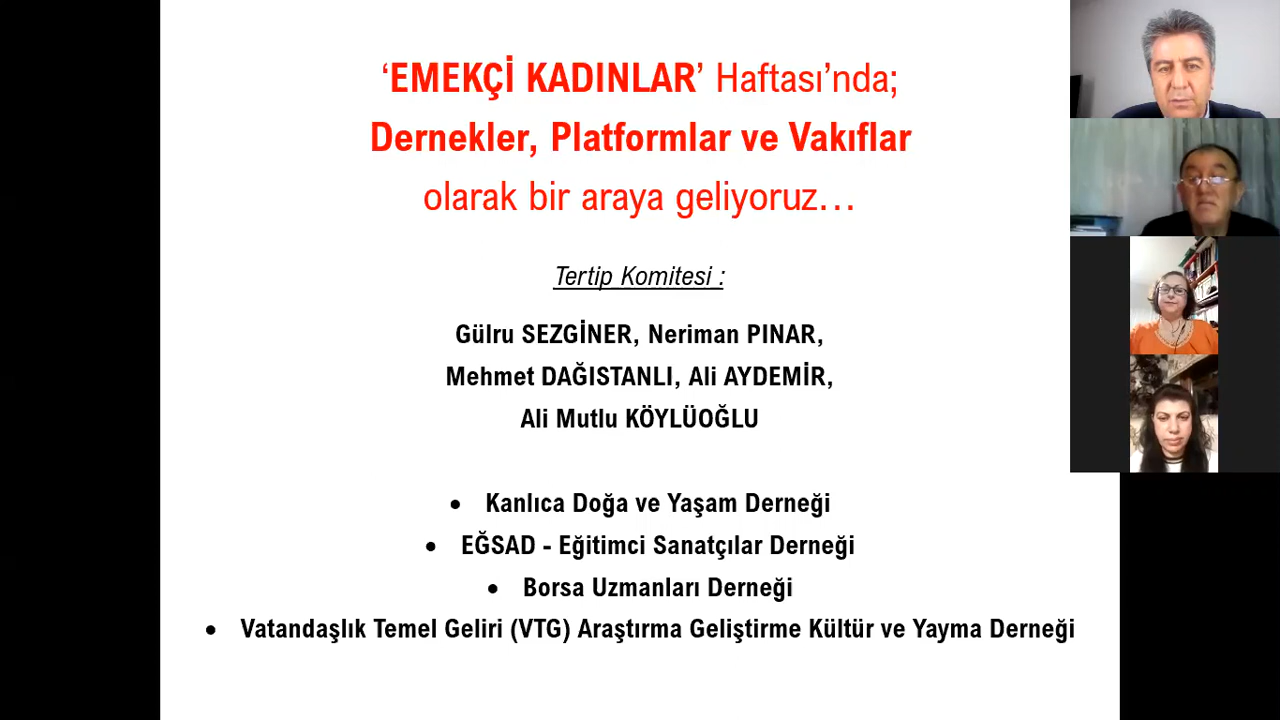 ‘EMEKÇİ KADINLAR’ Haftası’nda;
Dernekler, Platformlar ve Vakıflar
olarak bir araya geliyoruz…
Tertip Komitesi :
Gülru SEZGİNER, Neriman PINAR,
Mehmet DAĞISTANLI, Ali AYDEMİR,
Ali Mutlu KÖYLÜOĞLU
• Kanlıca Doğa ve Yaşam Derneği
• EĞSAD - Eğitimci Sanatçılar Derneği
• Borsa Uzmanları Derneği
• Vatandaşlık Temel Geliri (VTG) Araştırma Geliştirme Kültür ve Yayma Derneği